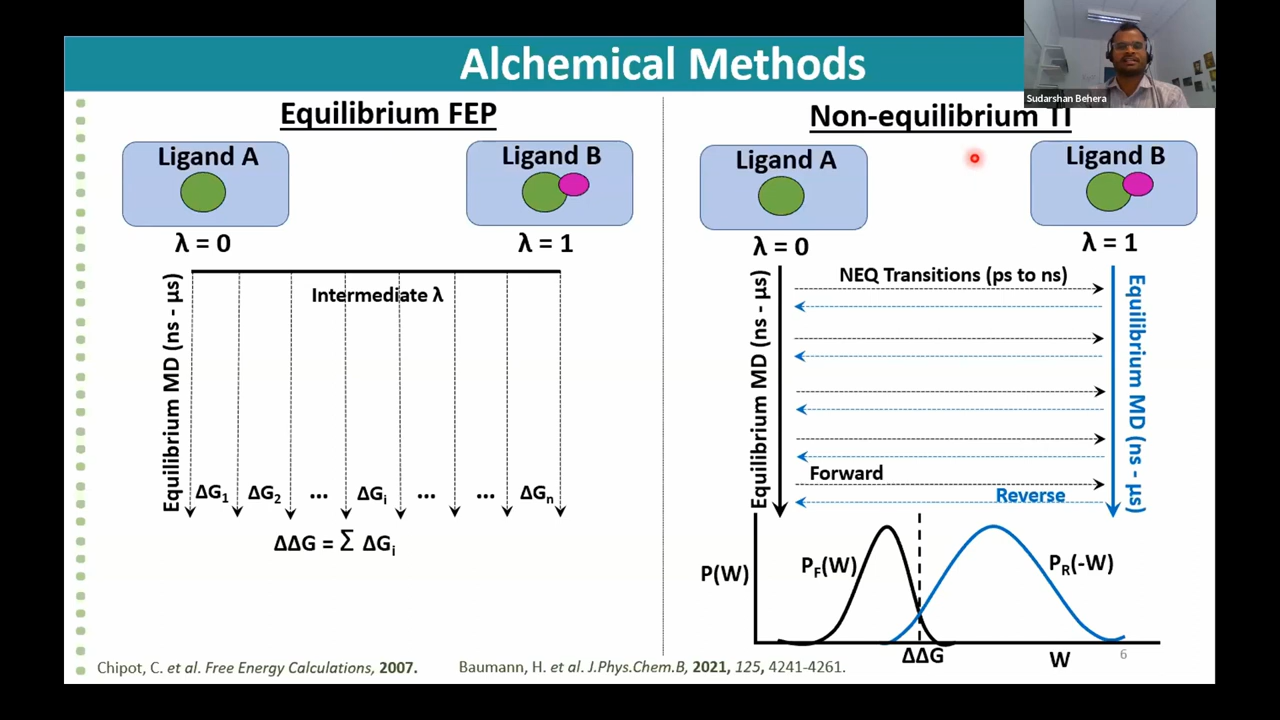 Alchemical Methods
Sudarshan Behera
Equilibrium FEP
Ligand A
Ligand B
λ = 0
λ = 1
Equilibrium MD (ns - μs)
Intermediate λ
ΔG1
ΔG2
...
ΔGi
...
...
ΔGn
ΔΔG = Σ ΔGi
Non-equilibrium TI
Ligand A
Ligand B
λ = 0
λ = 1
Equilibrium MD (ns - μs)
NEQ Transitions (ps to ns)
Equilibrium MD (ns - μs)
Forward
Reverse
P(W)
PF(W)
PR(-W)
ΔΔG
W
Chipot, C. et al. Free Energy Calculations, 2007.
Baumann, H. et al. J.Phys.Chem.B, 2021, 125, 4241-4261.
6